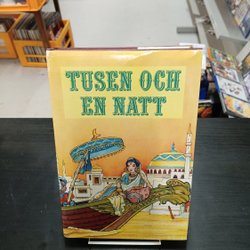 TUSEN OCH
EN NATT